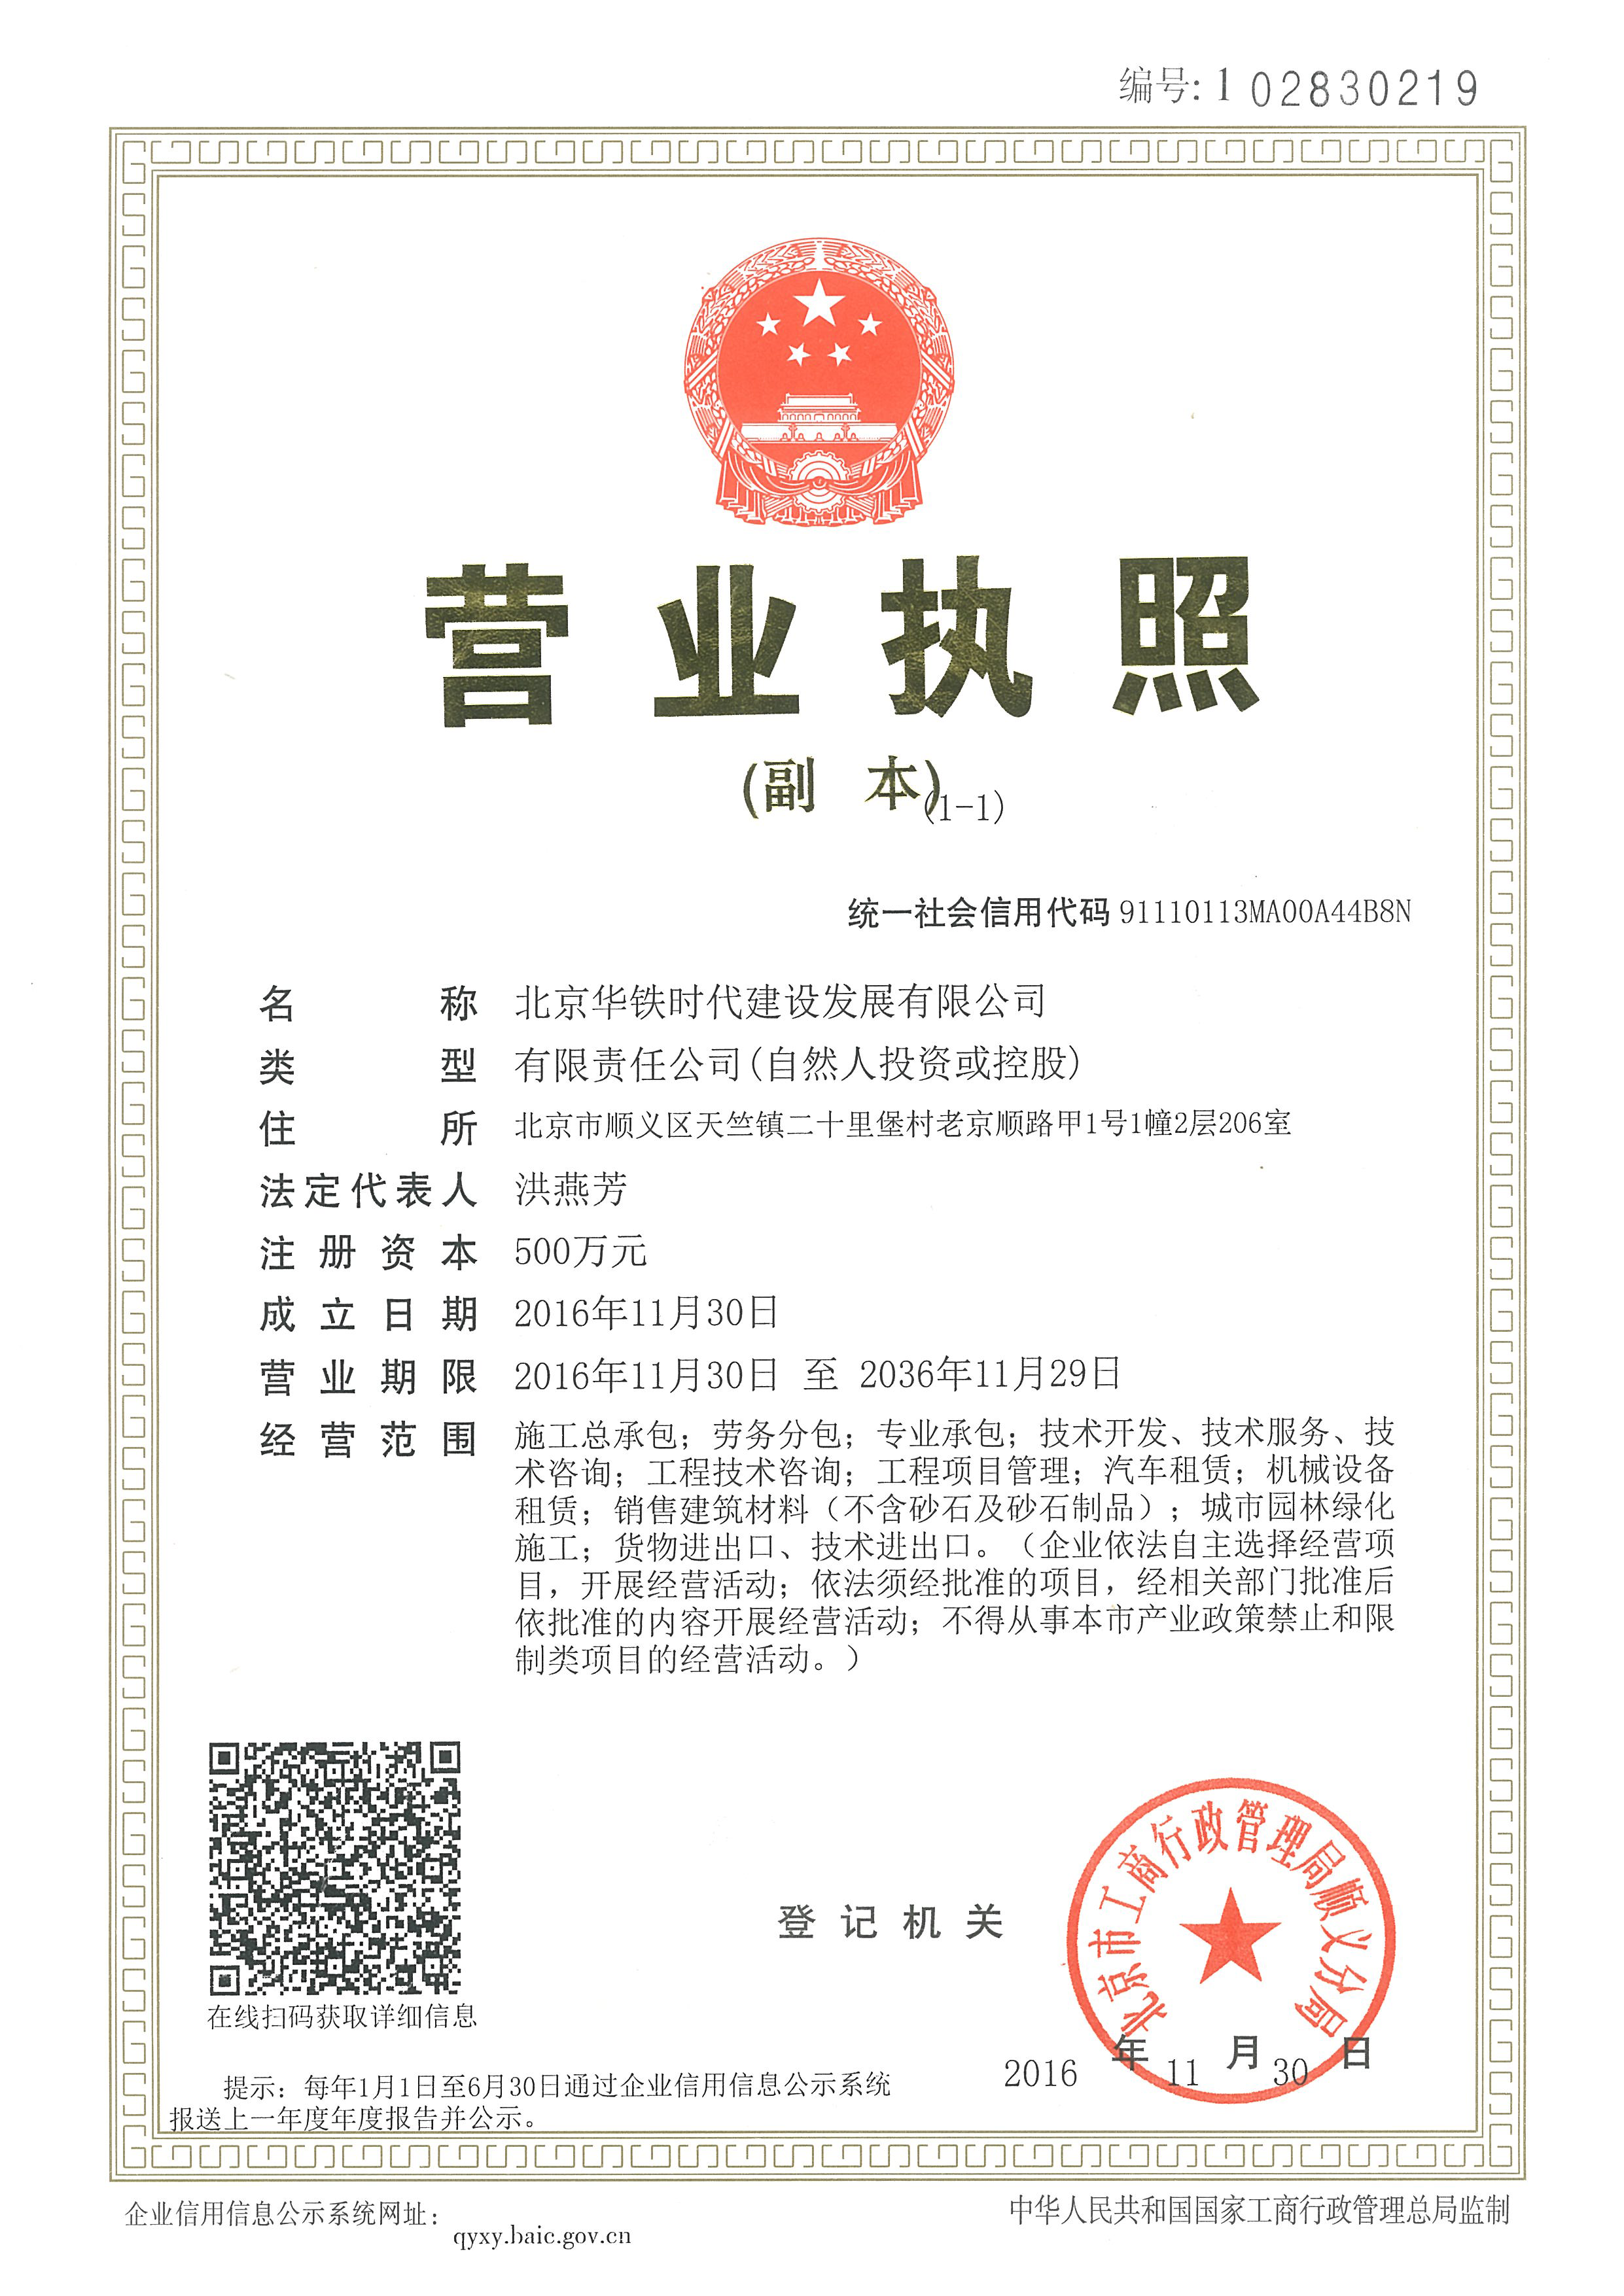 编号: 1 02830219
营业执照
(副 本)(1-1)
统一社会信用代码 91110113MA00A44B8N
名称 北京华铁时代建设发展有限公司
类型 有限责任公司(自然人投资或控股)
住所 北京市顺义区天竺镇二十里堡村老京顺路甲1号1幢2层206室
法定代表人 洪燕芳
注册资本 500万元
成立日期 2016年11月30日
营业期限 2016年11月30日 至 2036年11月29日
经营范围 施工总承包；劳务分包；专业承包；技术开发、技术服务、技
术咨询；工程技术咨询；工程项目管理；汽车租赁；机械设备
租赁；销售建筑材料（不含砂石及砂石制品）；城市园林绿化
施工；货物进出口、技术进出口。（企业依法自主选择经营项
目，开展经营活动；依法须经批准的项目，经相关部门批准后
依批准的内容开展经营活动；不得从事本市产业政策禁止和限
制类项目的经营活动。）
在线扫码获取详细信息
登记机关
北京市工商行政管理局顺义分局
2016 年 11 月 30 日
提示：每年1月1日至6月30日通过企业信用信息公示系统
报送上一年度年度报告并公示。
企业信用信息公示系统网址：
qyxy.baic.gov.cn
中华人民共和国国家工商行政管理总局监制